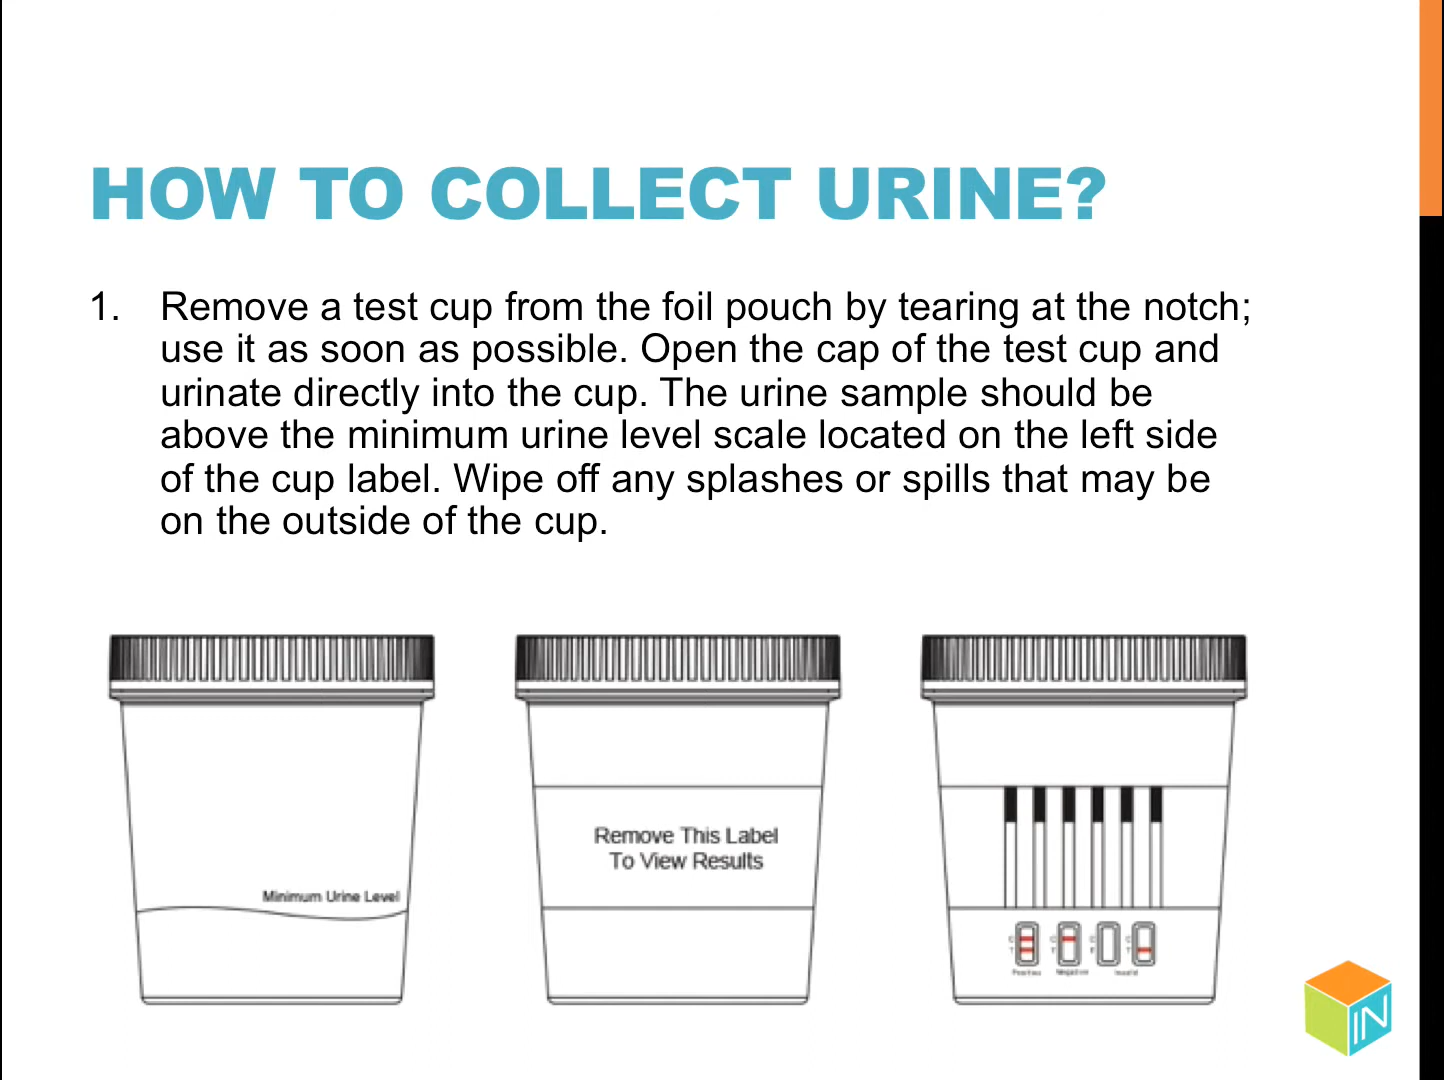 HOW TO COLLECT URINE?
1. Remove a test cup from the foil pouch by tearing at the notch;
use it as soon as possible. Open the cap of the test cup and
urinate directly into the cup. The urine sample should be
above the minimum urine level scale located on the left side
of the cup label. Wipe off any splashes or spills that may be
on the outside of the cup.
Minimum Urine Level
Remove This Label
To View Results
C C C C
T T T T
Positive Negative Invalid
IN